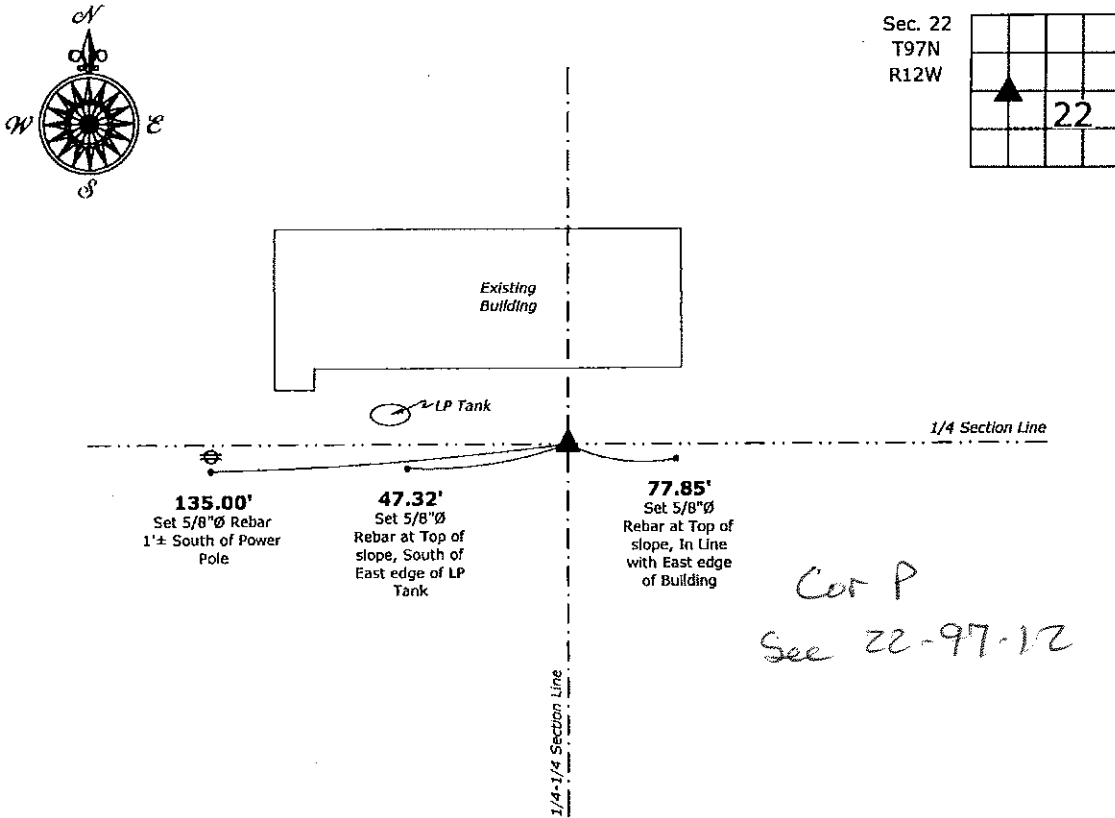 N
W
E
S
Sec. 22
T97N
R12W
22
Existing
Building
LP Tank
1/4 Section Line
135.00'
Set 5/8"Ø Rebar
1'± South of Power
Pole
47.32'
Set 5/8"Ø
Rebar at Top of
slope, South of
East edge of LP
Tank
77.85'
Set 5/8"Ø
Rebar at Top of
slope, In Line
with East edge
of Building
Cor P
See 22-97-12
1/4-1/4 Section Line